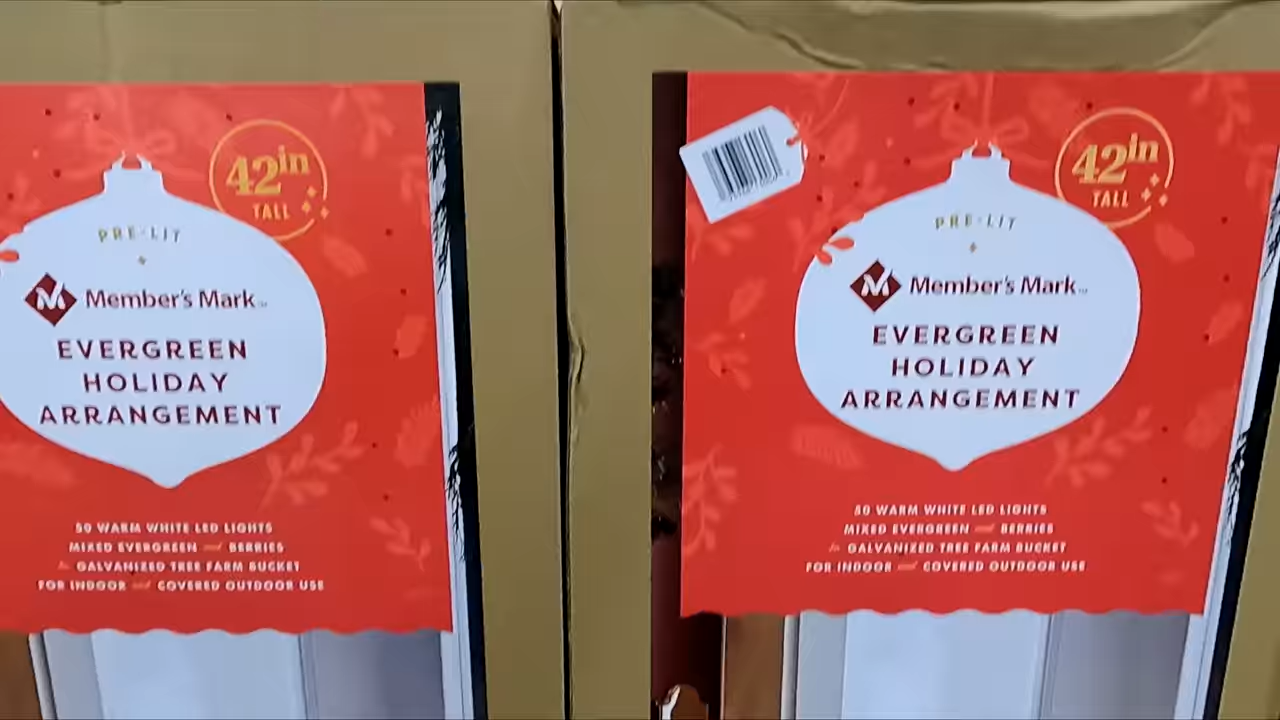 42in
TALL
PRE-LIT
Member's Mark
EVERGREEN
HOLIDAY
ARRANGEMENT
50 WARM WHITE LED LIGHTS
MIXED EVERGREEN and BERRIES
GALVANIZED TREE FARM BUCKET
FOR INDOOR and COVERED OUTDOOR USE
42in
TALL
PRE-LIT
Member's Mark
EVERGREEN
HOLIDAY
ARRANGEMENT
50 WARM WHITE LED LIGHTS
MIXED EVERGREEN and BERRIES
GALVANIZED TREE FARM BUCKET
FOR INDOOR and COVERED OUTDOOR USE